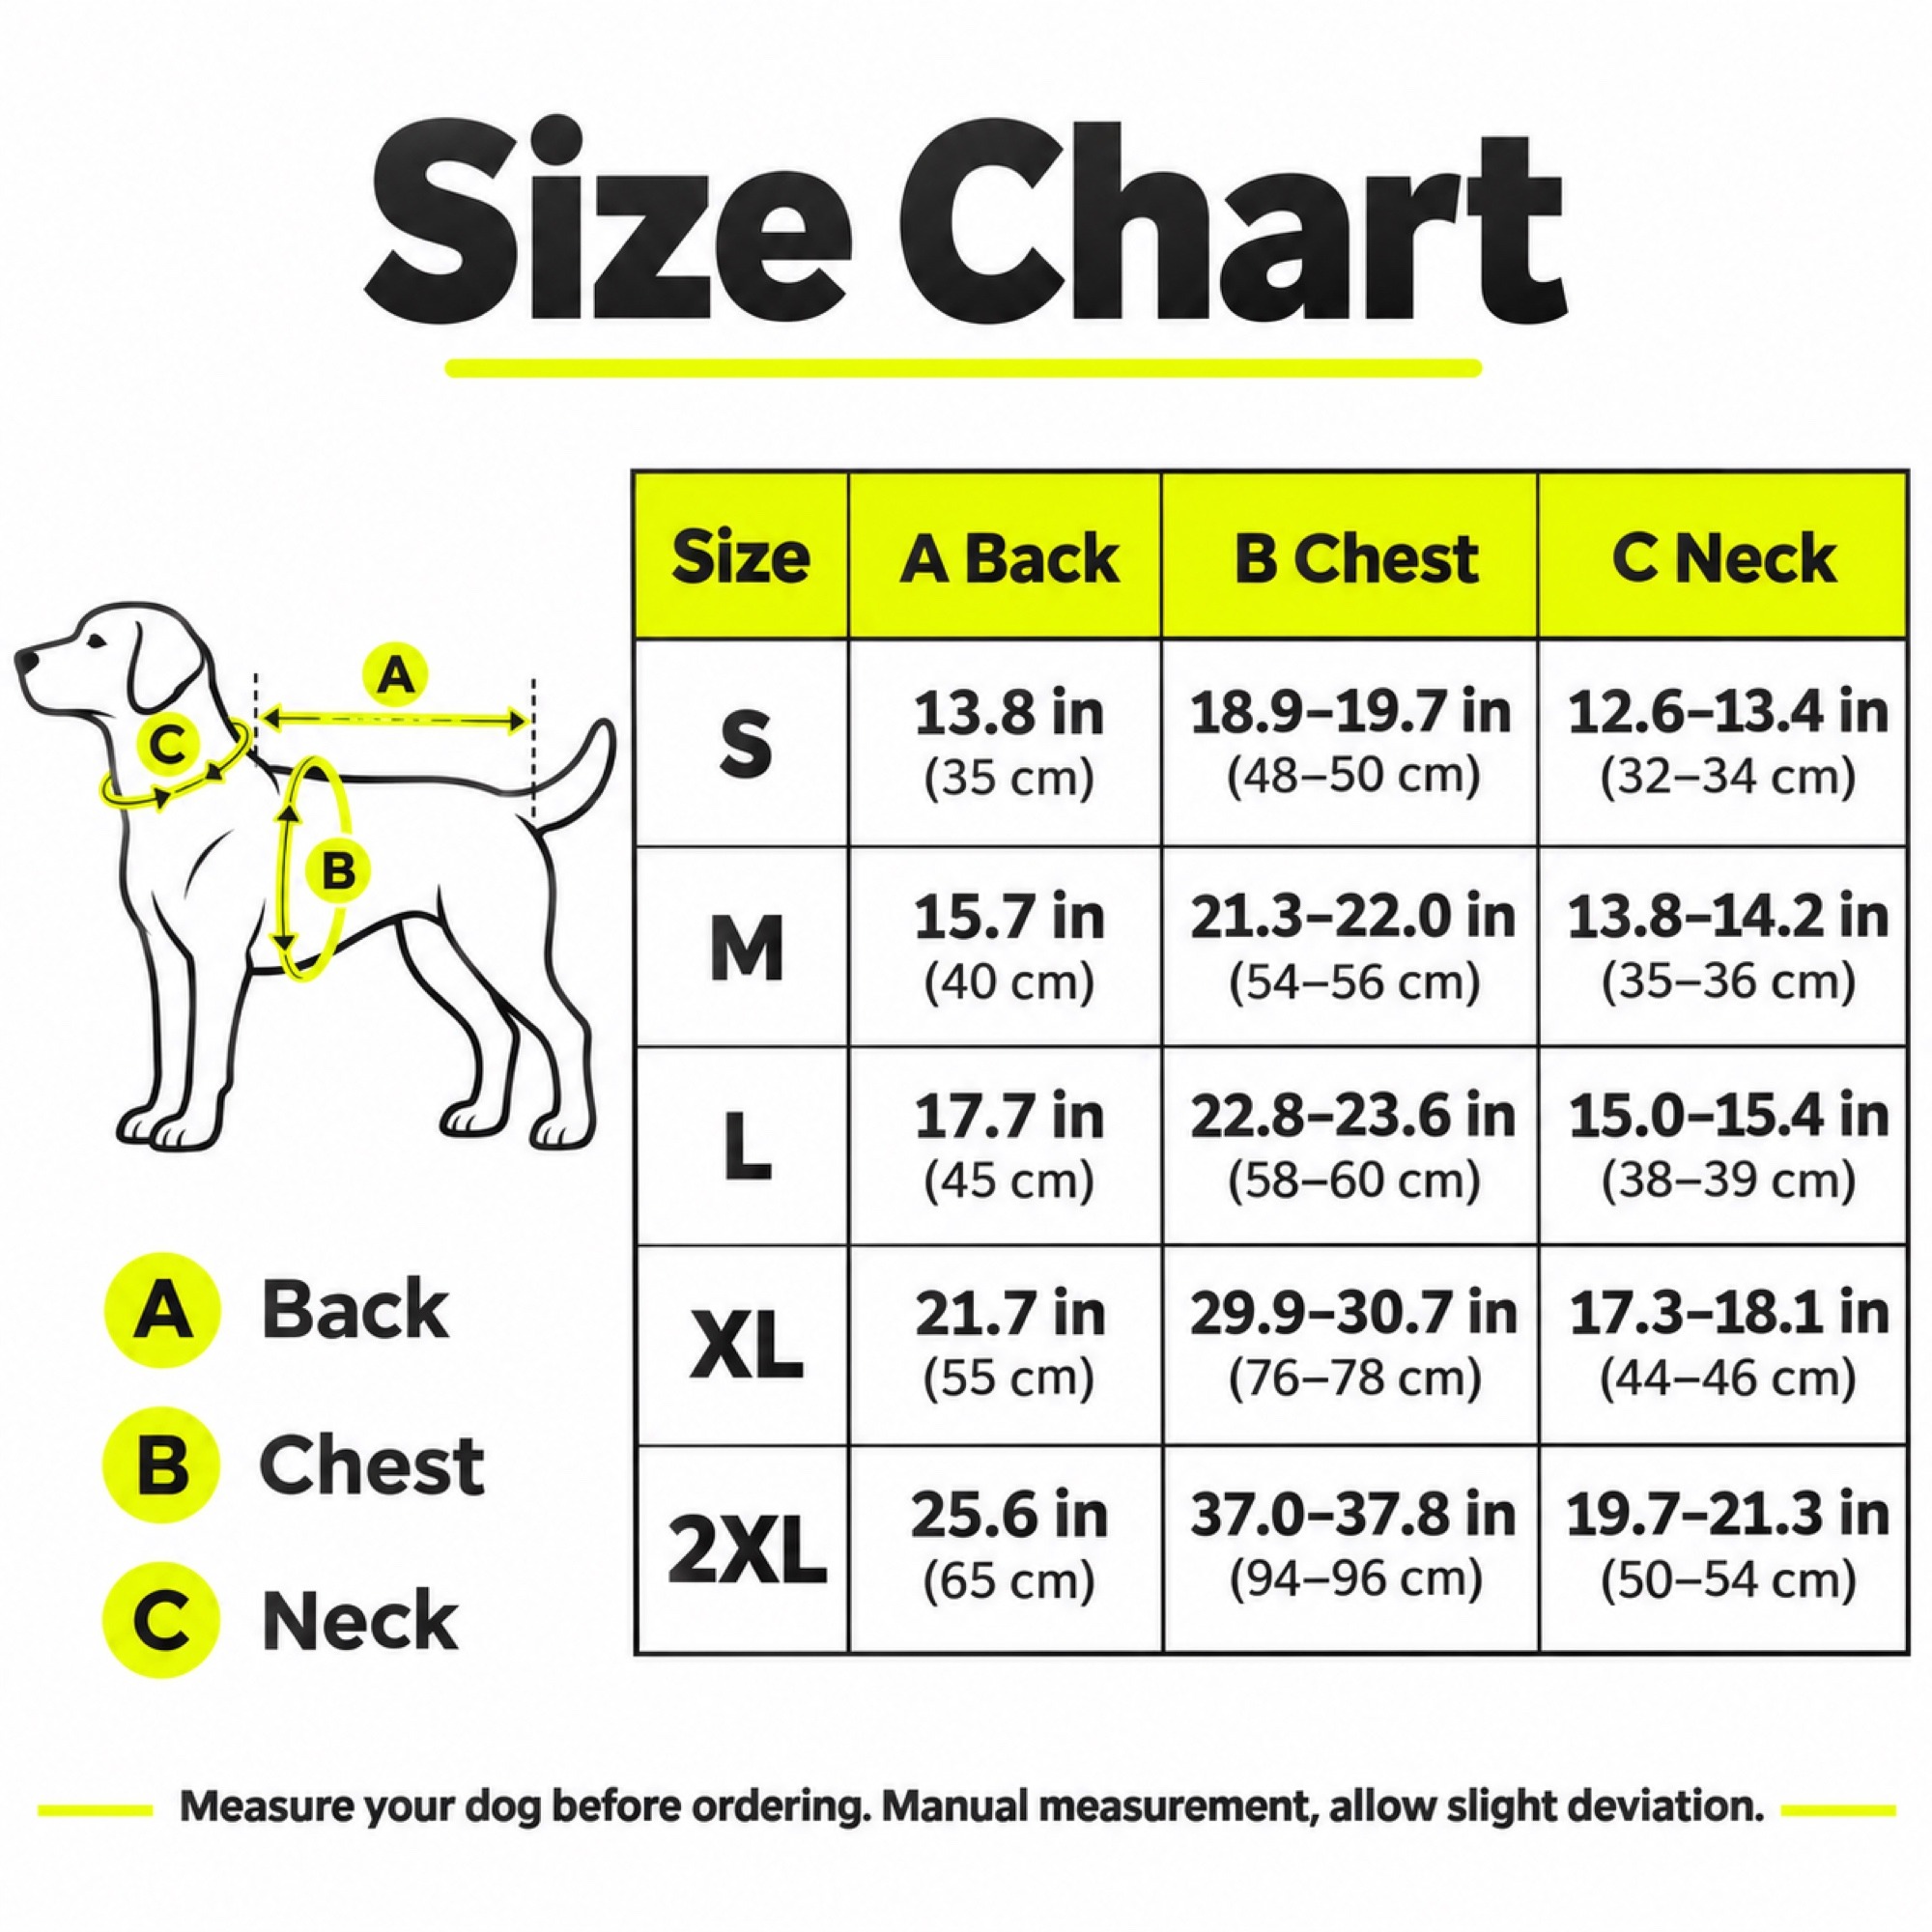 Size Chart
Size A Back B Chest C Neck
S 13.8 in 18.9–19.7 in 12.6–13.4 in
(35 cm) (48–50 cm) (32–34 cm)
M 15.7 in 21.3–22.0 in 13.8–14.2 in
(40 cm) (54–56 cm) (35–36 cm)
L 17.7 in 22.8–23.6 in 15.0–15.4 in
(45 cm) (58–60 cm) (38–39 cm)
XL 21.7 in 29.9–30.7 in 17.3–18.1 in
(55 cm) (76–78 cm) (44–46 cm)
2XL 25.6 in 37.0–37.8 in 19.7–21.3 in
(65 cm) (94–96 cm) (50–54 cm)
A
C
B
A Back
B Chest
C Neck
Measure your dog before ordering. Manual measurement, allow slight deviation.